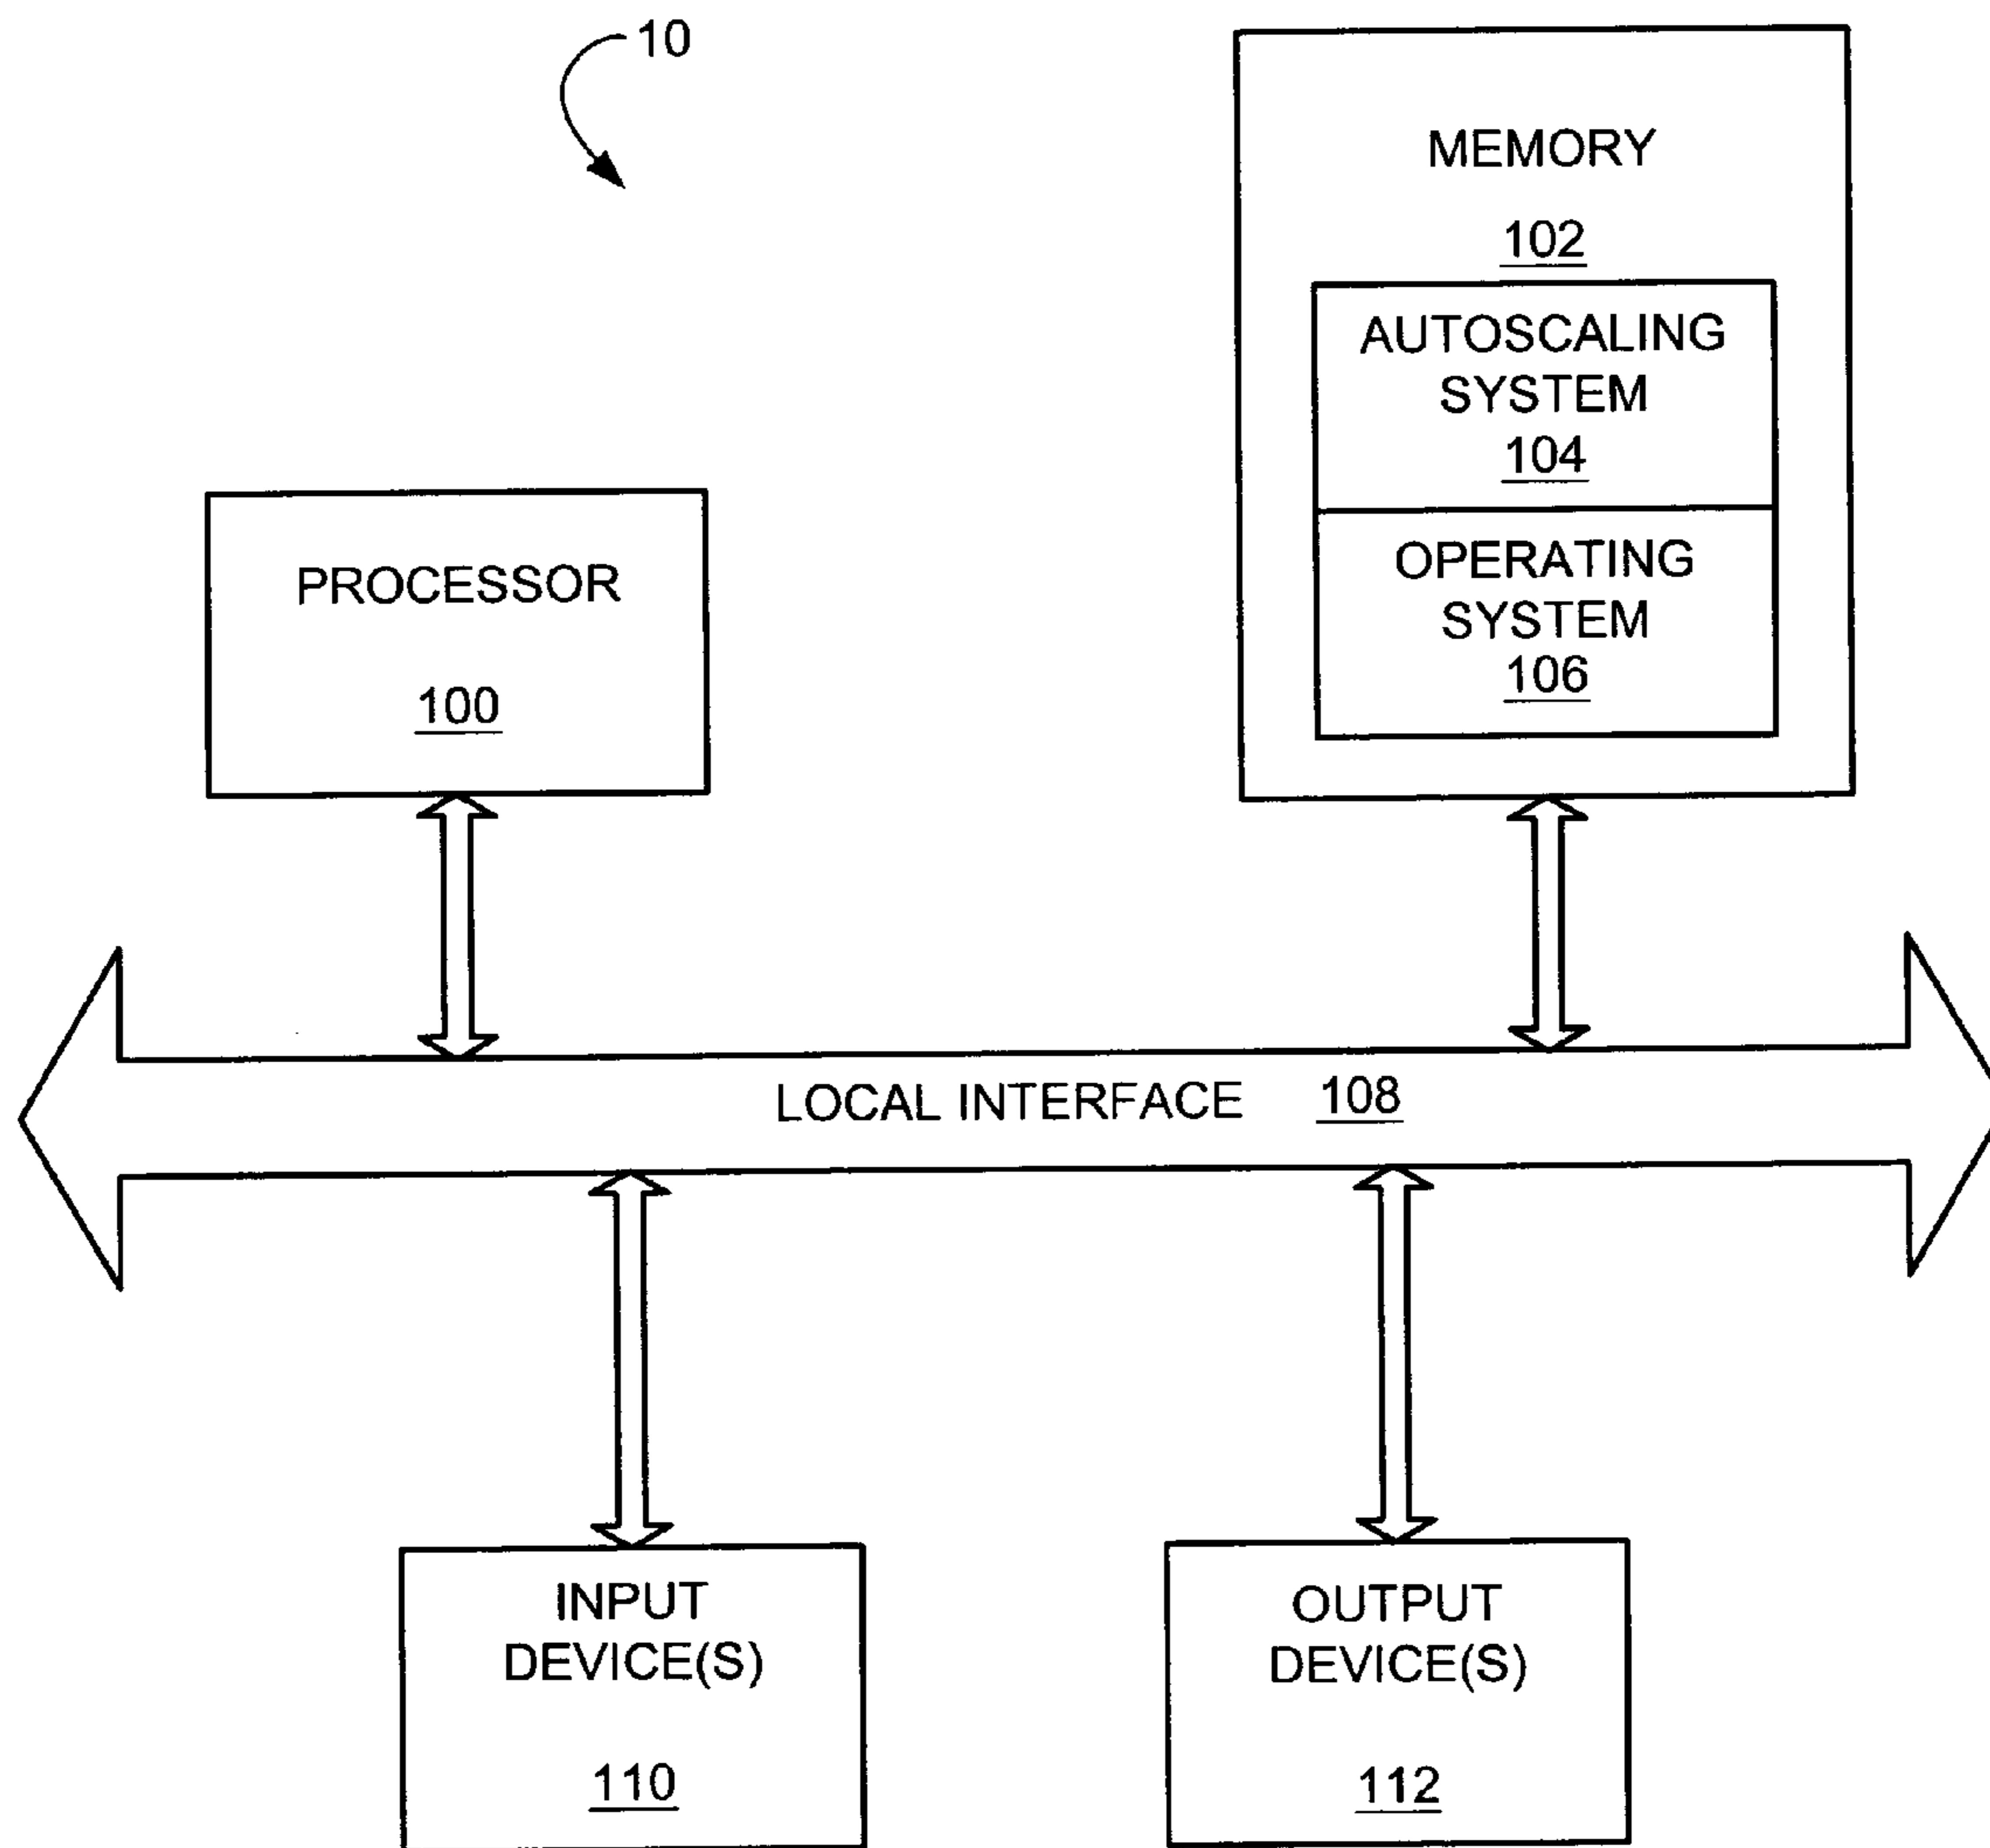 10
MEMORY
102
AUTOSCALING
SYSTEM
104
OPERATING
SYSTEM
106
PROCESSOR
100
LOCAL INTERFACE 108
INPUT
DEVICE(S)
110
OUTPUT
DEVICE(S)
112